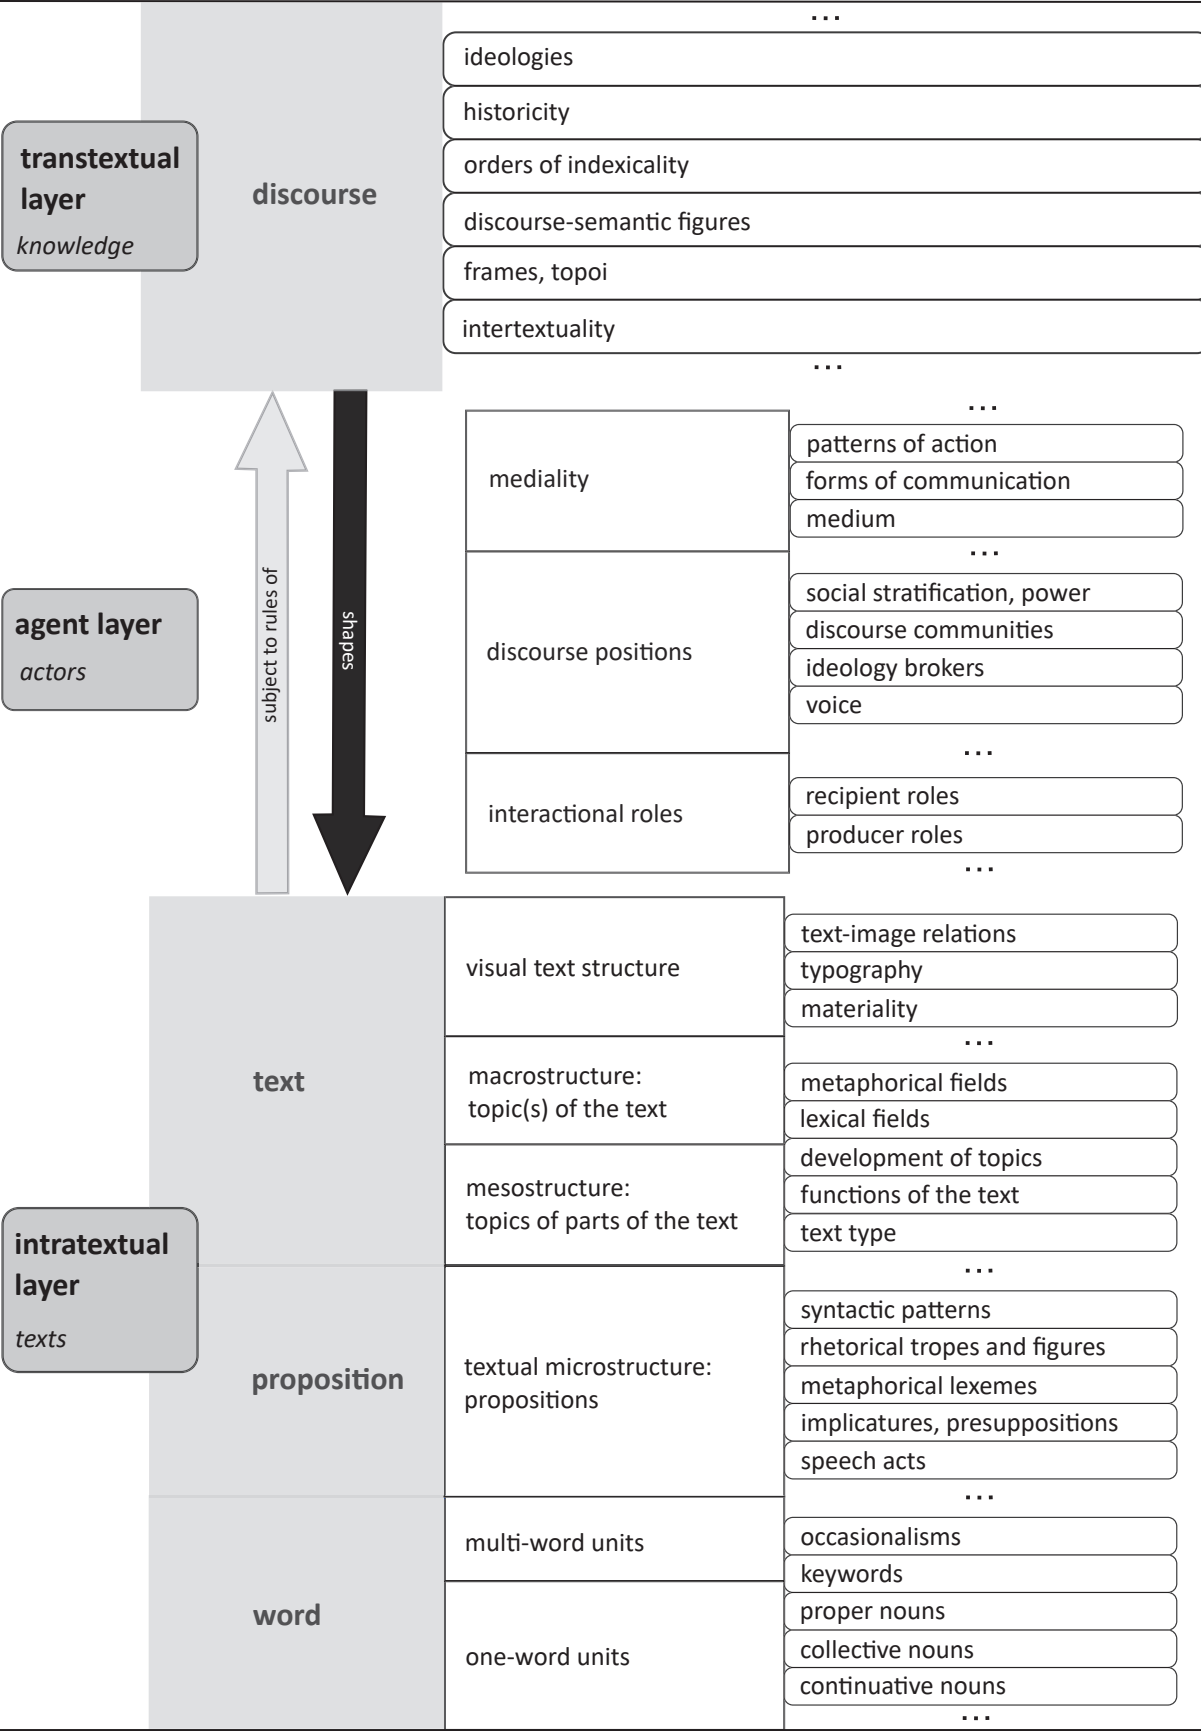 ...
ideologies
historicity
transtextual
layer
knowledge
discourse
orders of indexicality
discourse-semantic figures
frames, topoi
intertextuality
...
...
mediality
patterns of action
forms of communication
medium
...
agent layer
actors
subject to rules of
shapes
discourse positions
social stratification, power
discourse communities
ideology brokers
voice
...
interactional roles
recipient roles
producer roles
...
text
visual text structure
text-image relations
typography
materiality
...
macrostructure:
topic(s) of the text
mesostructure:
topics of parts of the text
metaphorical fields
lexical fields
development of topics
functions of the text
text type
...
intratextual
layer
texts
proposition
textual microstructure:
propositions
syntactic patterns
rhetorical tropes and figures
metaphorical lexemes
implicatures, presuppositions
speech acts
...
word
multi-word units
one-word units
occasionalisms
keywords
proper nouns
collective nouns
continuative nouns
...